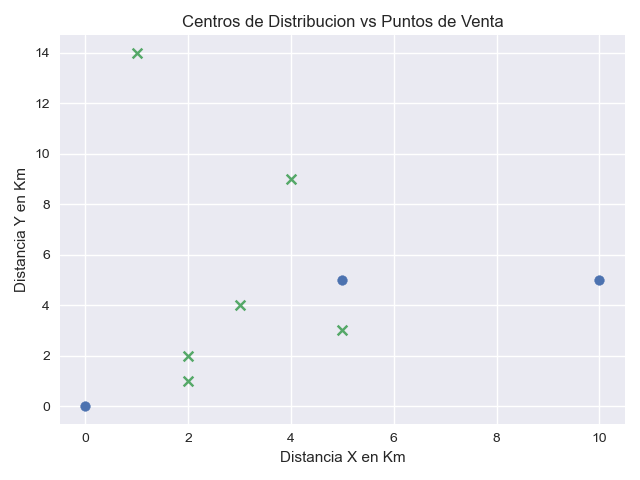 Centros de Distribucion vs Puntos de Venta
14
12
10
8
6
4
2
0
Distancia Y en Km
0 2 4 6 8 10
Distancia X en Km